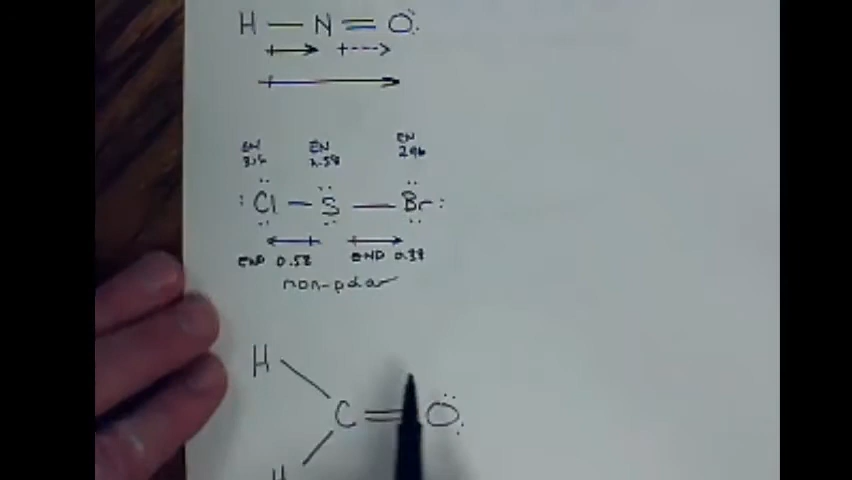 H — N = O:
EN EN EN
3.16 2.58 2.96
:Cl — S — Br:
END 0.58 END 0.38
non-polar
H
C = O:
H